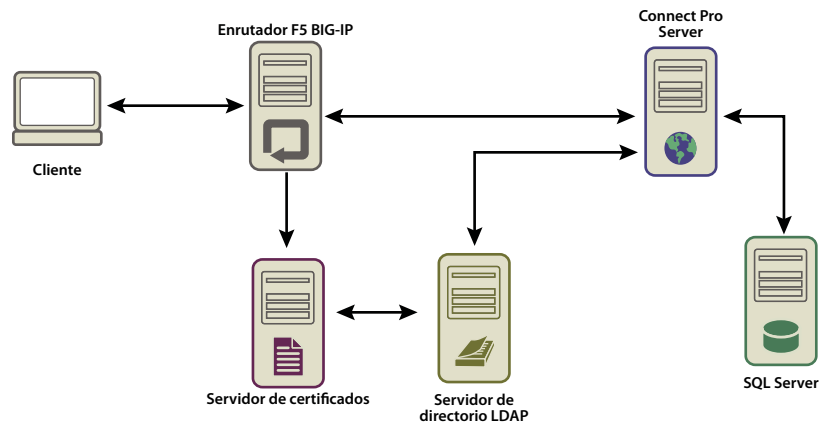 Connect Pro
Server
Enrutador F5 BIG-IP
Cliente
Servidor de certificados
Servidor de
directorio LDAP
SQL Server